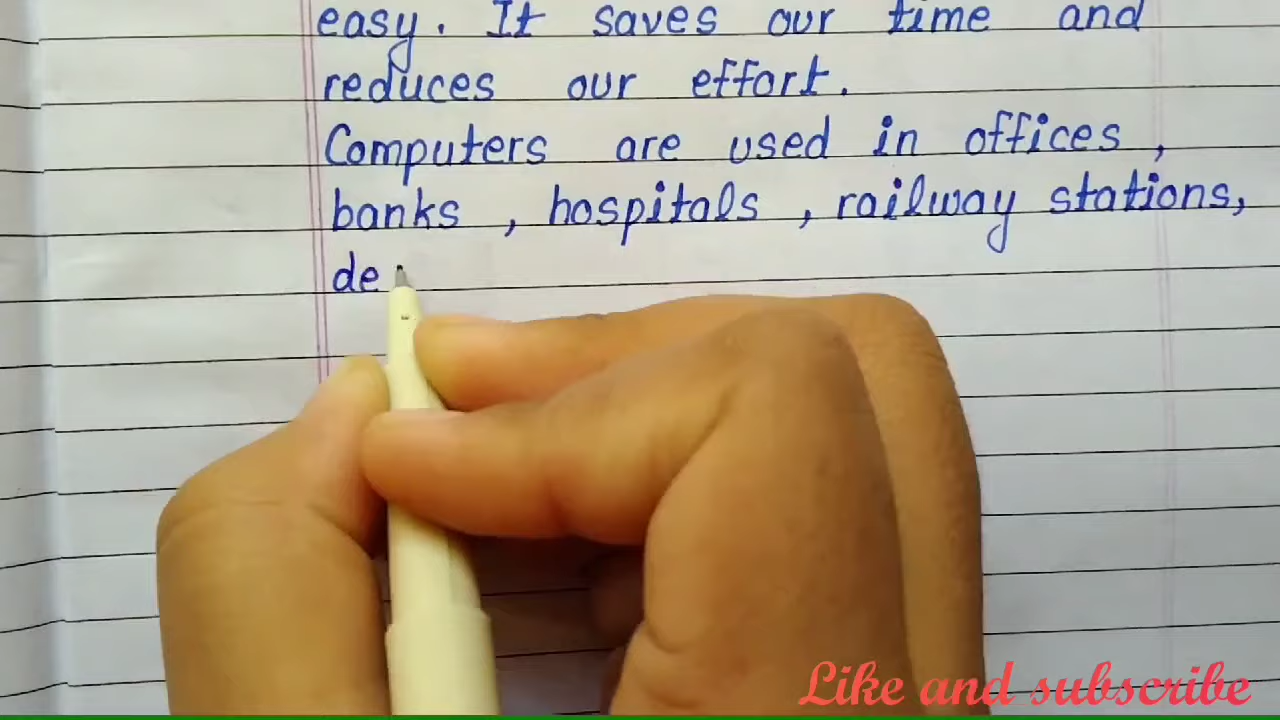 easy. It saves our time and
reduces our effort.
Computers are used in offices,
banks, hospitals, railway stations,
de
Like and subscribe